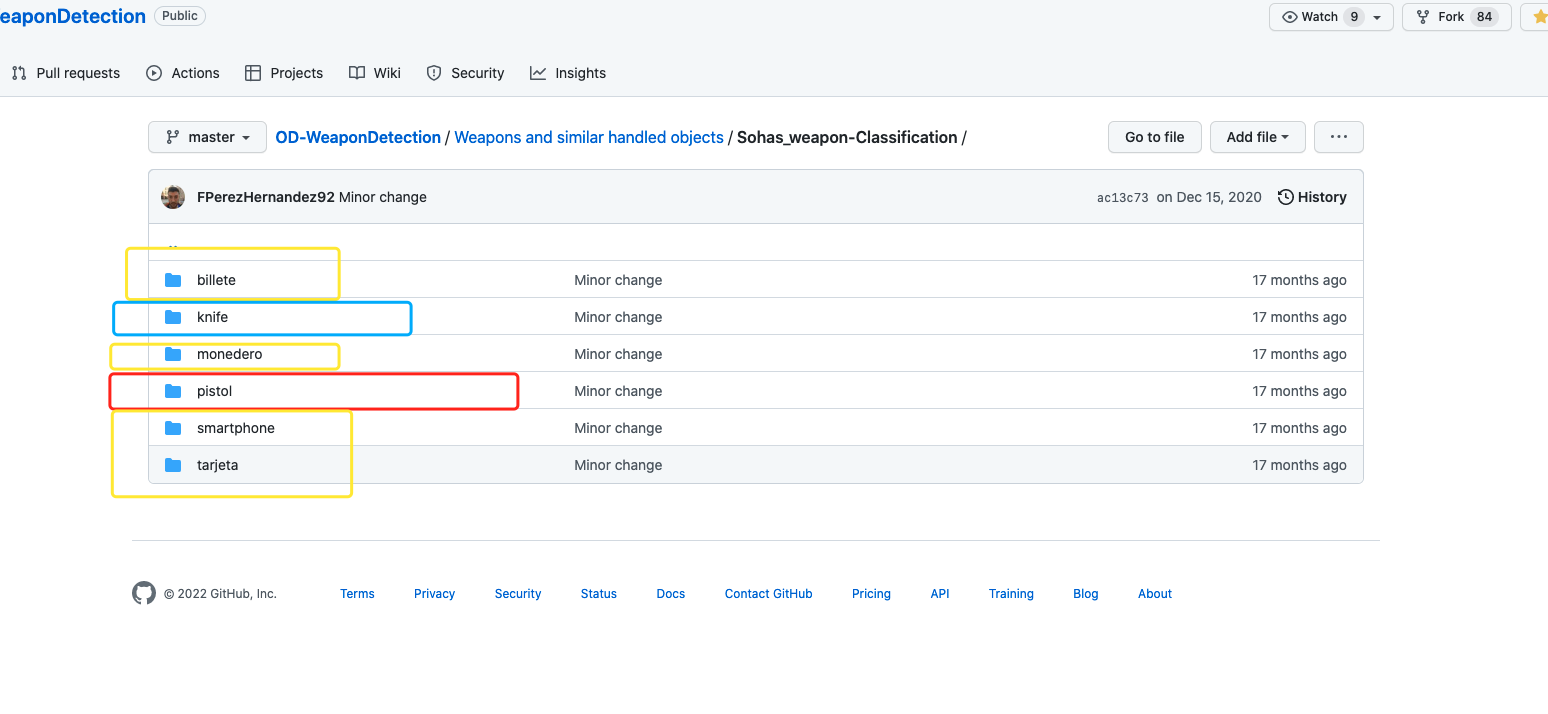 eaponDetection Public Watch 9 Fork 84
Pull requests Actions Projects Wiki Security Insights
master OD-WeaponDetection / Weapons and similar handled objects / Sohas_weapon-Classification / Go to file Add file ...
FPerezHernandez92 Minor change ac13c73 on Dec 15, 2020 History
..
billete Minor change 17 months ago
knife Minor change 17 months ago
monedero Minor change 17 months ago
pistol Minor change 17 months ago
smartphone Minor change 17 months ago
tarjeta Minor change 17 months ago
© 2022 GitHub, Inc. Terms Privacy Security Status Docs Contact GitHub Pricing API Training Blog About